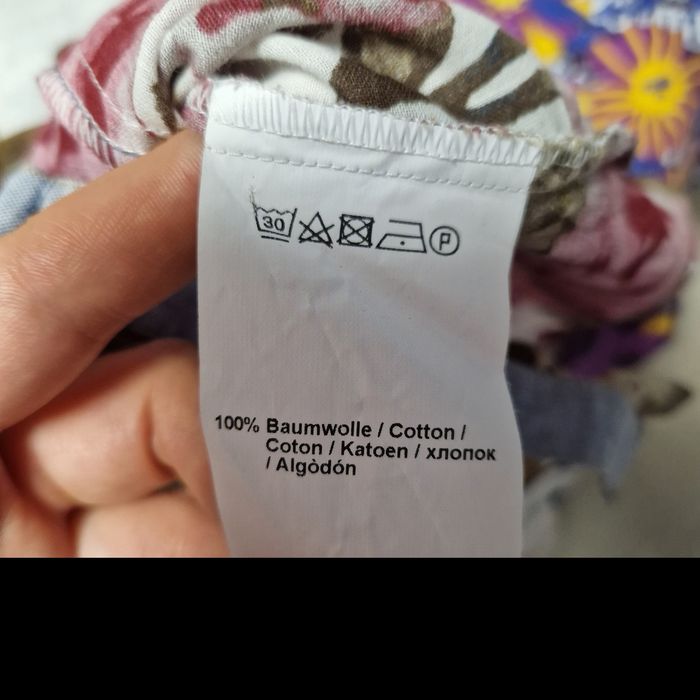 30 P
100% Baumwolle / Cotton /
Coton / Katoen / хлопок
/ Algòdón